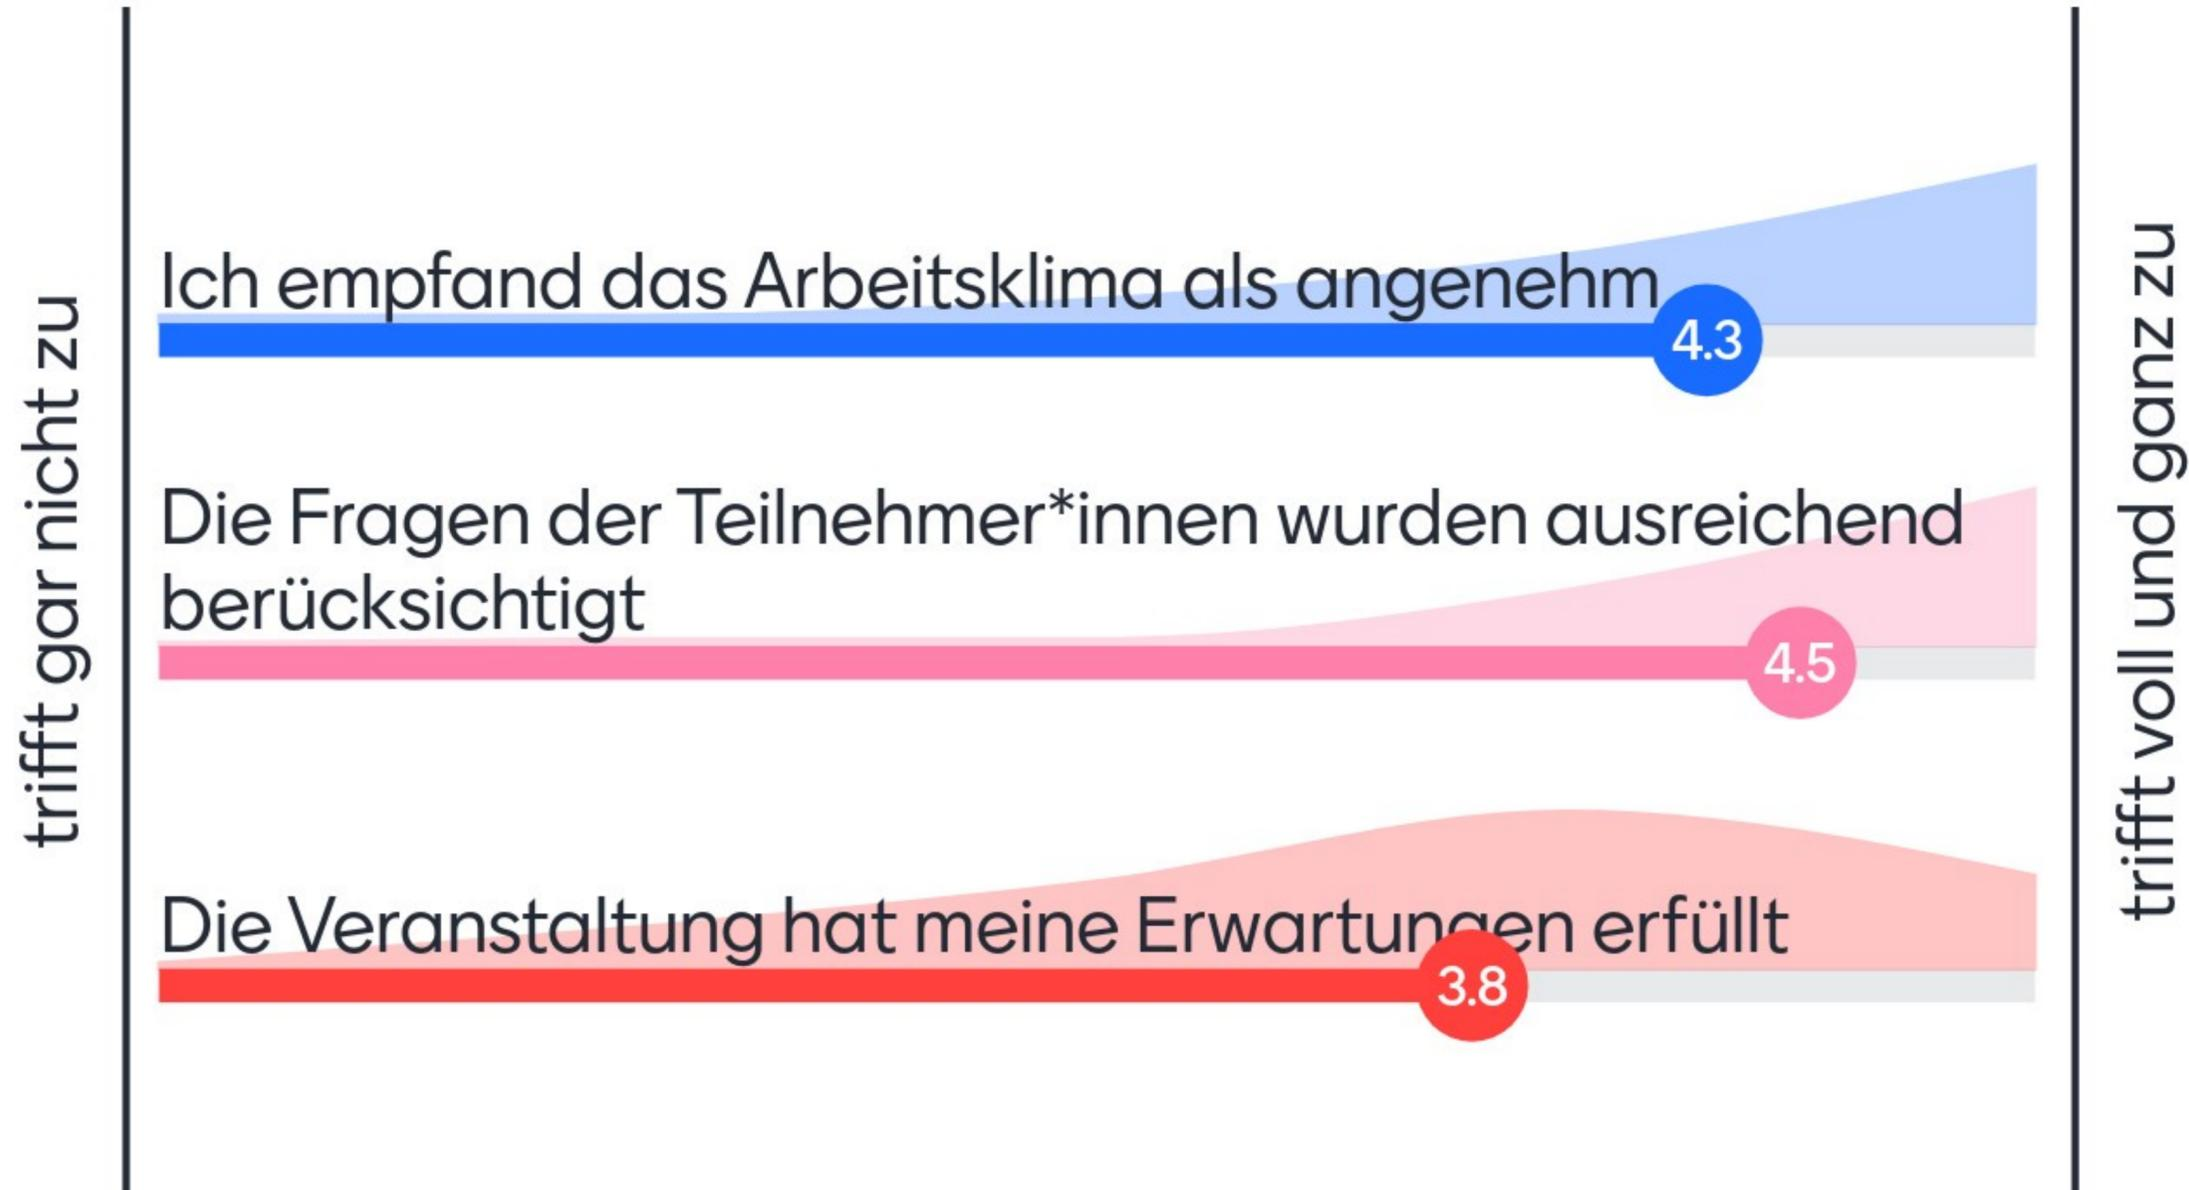 trifft gar nicht zu
Ich empfand das Arbeitsklima als angenehm
4.3
Die Fragen der Teilnehmer*innen wurden ausreichend
berücksichtigt
4.5
Die Veranstaltung hat meine Erwartungen erfüllt
3.8
trifft voll und ganz zu